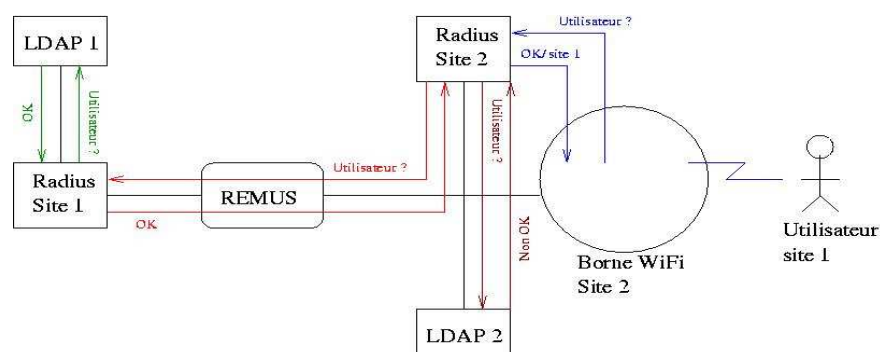 LDAP 1
OK
Utilisateur ?
Radius
Site 1
REMUS
Utilisateur ?
OK
Radius
Site 2
Utilisateur ?
OK/ site 1
Utilisateur ?
Non OK
LDAP 2
Borne WiFi
Site 2
Utilisateur
site 1